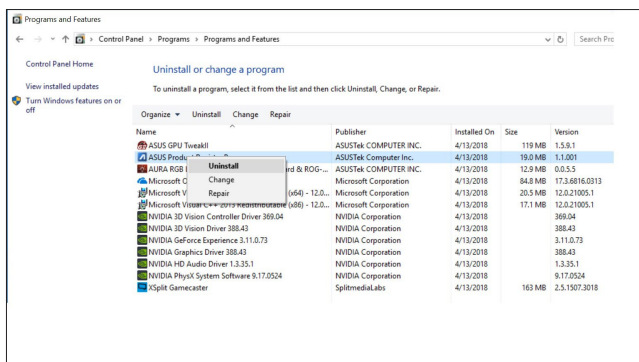 Programs and Features
Control Panel > Programs > Programs and Features
Search Pro
Control Panel Home
View installed updates
Turn Windows features on or
off
Uninstall or change a program
To uninstall a program, select it from the list and then click Uninstall, Change, or Repair.
Organize Uninstall Change Repair
Name Publisher Installed On Size Version
ASUS GPU TweakII ASUSTek COMPUTER INC. 4/13/2018 119 MB 1.5.9.1
ASUS Product ASUSTek Computer Inc. 4/13/2018 19.0 MB 1.1.001
AURA RGB rd & ROG-... ASUSTek COMPUTER INC. 4/13/2018 12.9 MB 0.0.5.5
Microsoft O Microsoft Corporation 4/13/2018 84.8 MB 17.3.6816.0313
Microsoft V (x64) - 12.0... Microsoft Corporation 4/13/2018 20.5 MB 12.0.21005.1
Microsoft Visual C++ 2013 Redistributable (x86) - 12.0... Microsoft Corporation 4/13/2018 17.1 MB 12.0.21005.1
Uninstall
Change
Repair
NVIDIA 3D Vision Controller Driver 369.04 NVIDIA Corporation 4/13/2018 369.04
NVIDIA 3D Vision Driver 388.43 NVIDIA Corporation 4/13/2018 388.43
NVIDIA GeForce Experience 3.11.0.73 NVIDIA Corporation 4/13/2018 3.11.0.73
NVIDIA Graphics Driver 388.43 NVIDIA Corporation 4/13/2018 388.43
NVIDIA HD Audio Driver 1.3.35.1 NVIDIA Corporation 4/13/2018 1.3.35.1
NVIDIA PhysX System Software 9.17.0524 NVIDIA Corporation 4/13/2018 9.17.0524
XSplit Gamecaster SplitmediaLabs 4/13/2018 163 MB 2.5.1507.3018